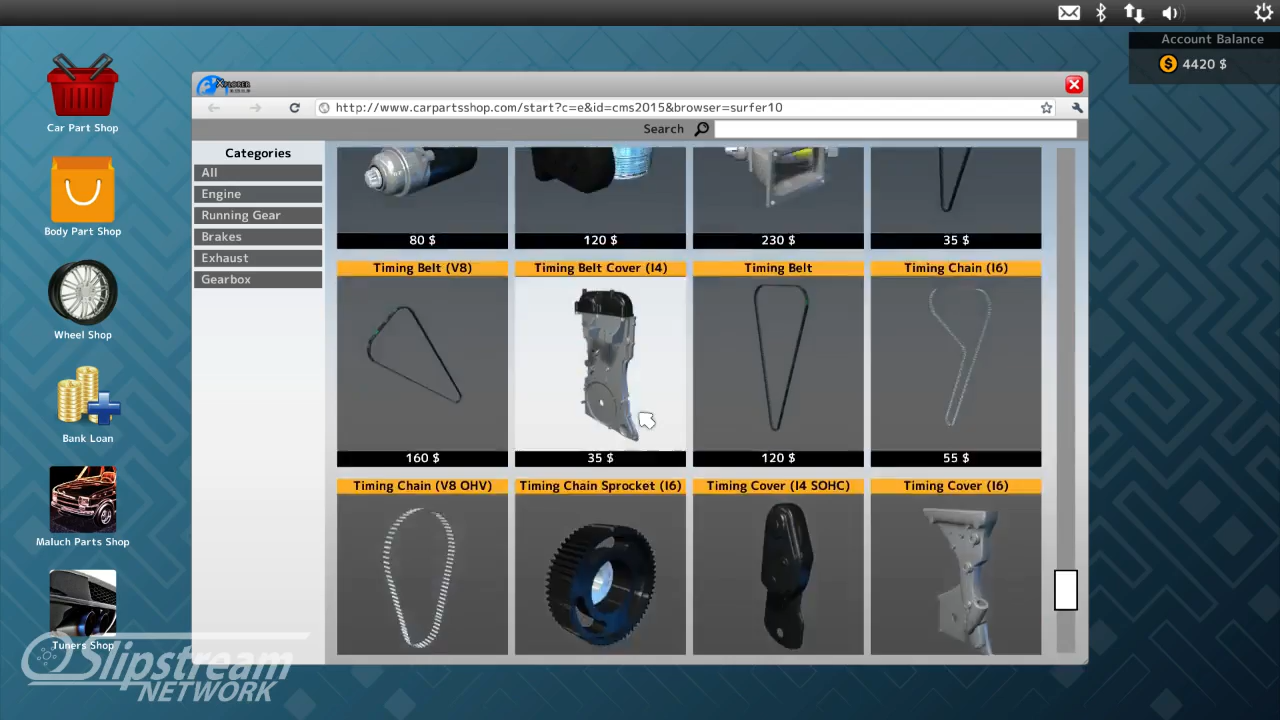 Account Balance
4420 $
XPLORER
http://www.carpartsshop.com/start?c=e&id=cms2015&browser=surfer10
Search
Categories
All
Engine
Running Gear
Brakes
Exhaust
Gearbox
Car Part Shop
Body Part Shop
Wheel Shop
Bank Loan
Maluch Parts Shop
Tuners Shop
80 $
120 $
230 $
35 $
Timing Belt (V8)
Timing Belt Cover (I4)
Timing Belt
Timing Chain (I6)
160 $
35 $
120 $
55 $
Timing Chain (V8 OHV)
Timing Chain Sprocket (I6)
Timing Cover (I4 SOHC)
Timing Cover (I6)
Slipstream
NETWORK